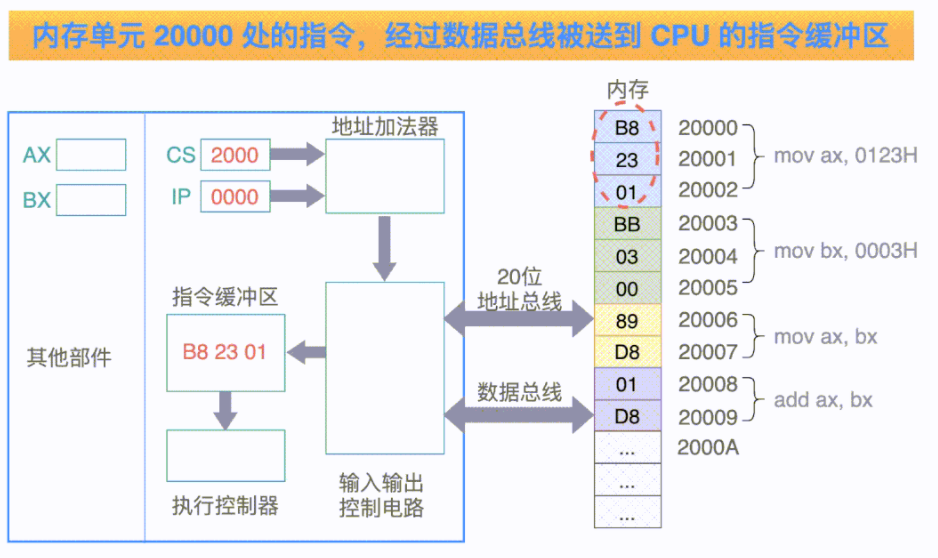 内存单元 20000 处的指令，经过数据总线被送到 CPU 的指令缓冲区
内存
地址加法器
AX
CS 2000
BX
IP 0000
B8 20000
23 20001 mov ax, 0123H
01 20002
BB 20003
03 20004 mov bx, 0003H
00 20005
89 20006
D8 20007 mov ax, bx
01 20008
D8 20009 add ax, bx
... 2000A
...
...
20位
地址总线
指令缓冲区
B8 23 01
其他部件
数据总线
执行控制器
输入输出
控制电路